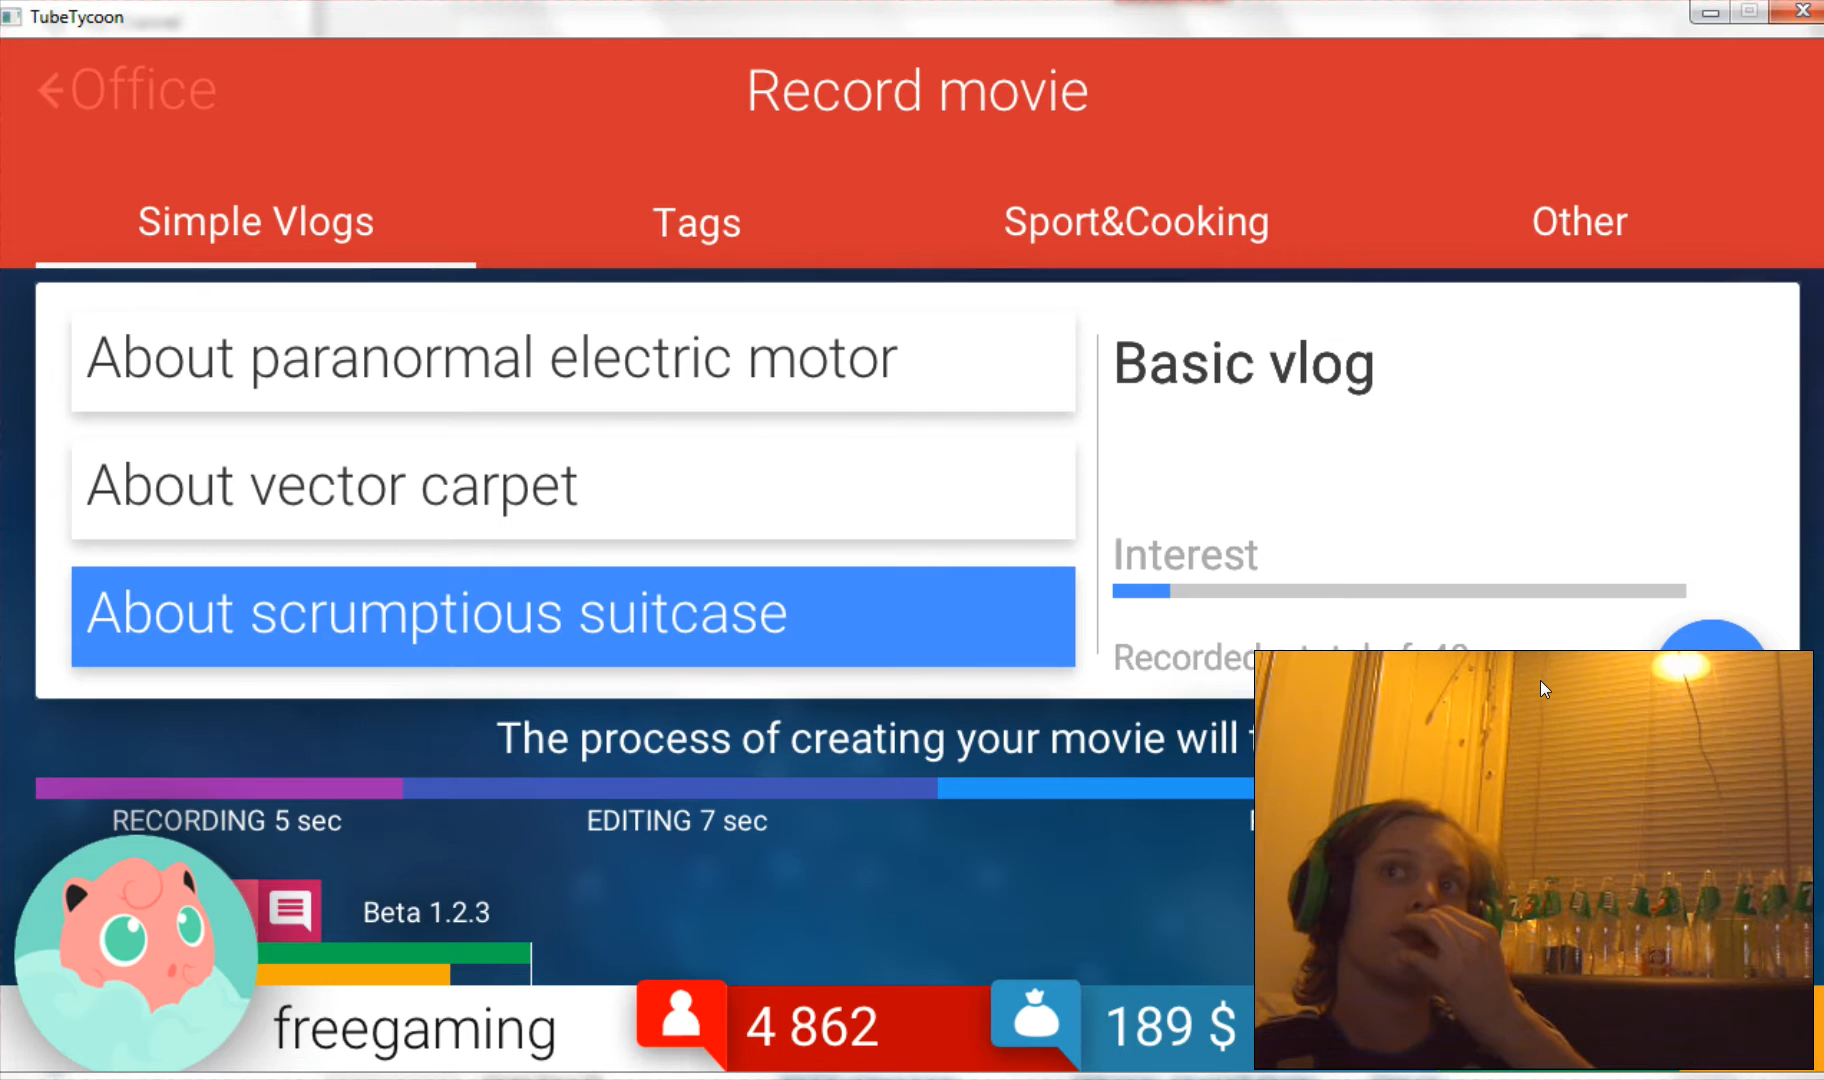 TubeTycoon
Office
Record movie
Simple Vlogs
Tags
Sport&Cooking
Other
About paranormal electric motor
About vector carpet
About scrumptious suitcase
Basic vlog
Interest
Recorded
The process of creating your movie will
RECORDING 5 sec
EDITING 7 sec
Beta 1.2.3
freegaming
4 862
189 $